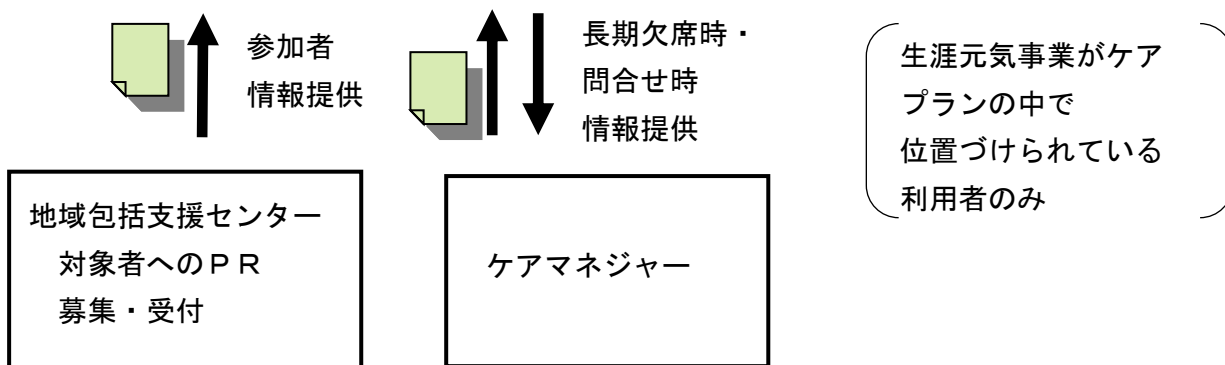 参加者
情報提供
長期欠席時・
問合せ時
情報提供
生涯元気事業がケア
プランの中で
位置づけられている
利用者のみ
地域包括支援センター
対象者へのＰＲ
募集・受付
ケアマネジャー